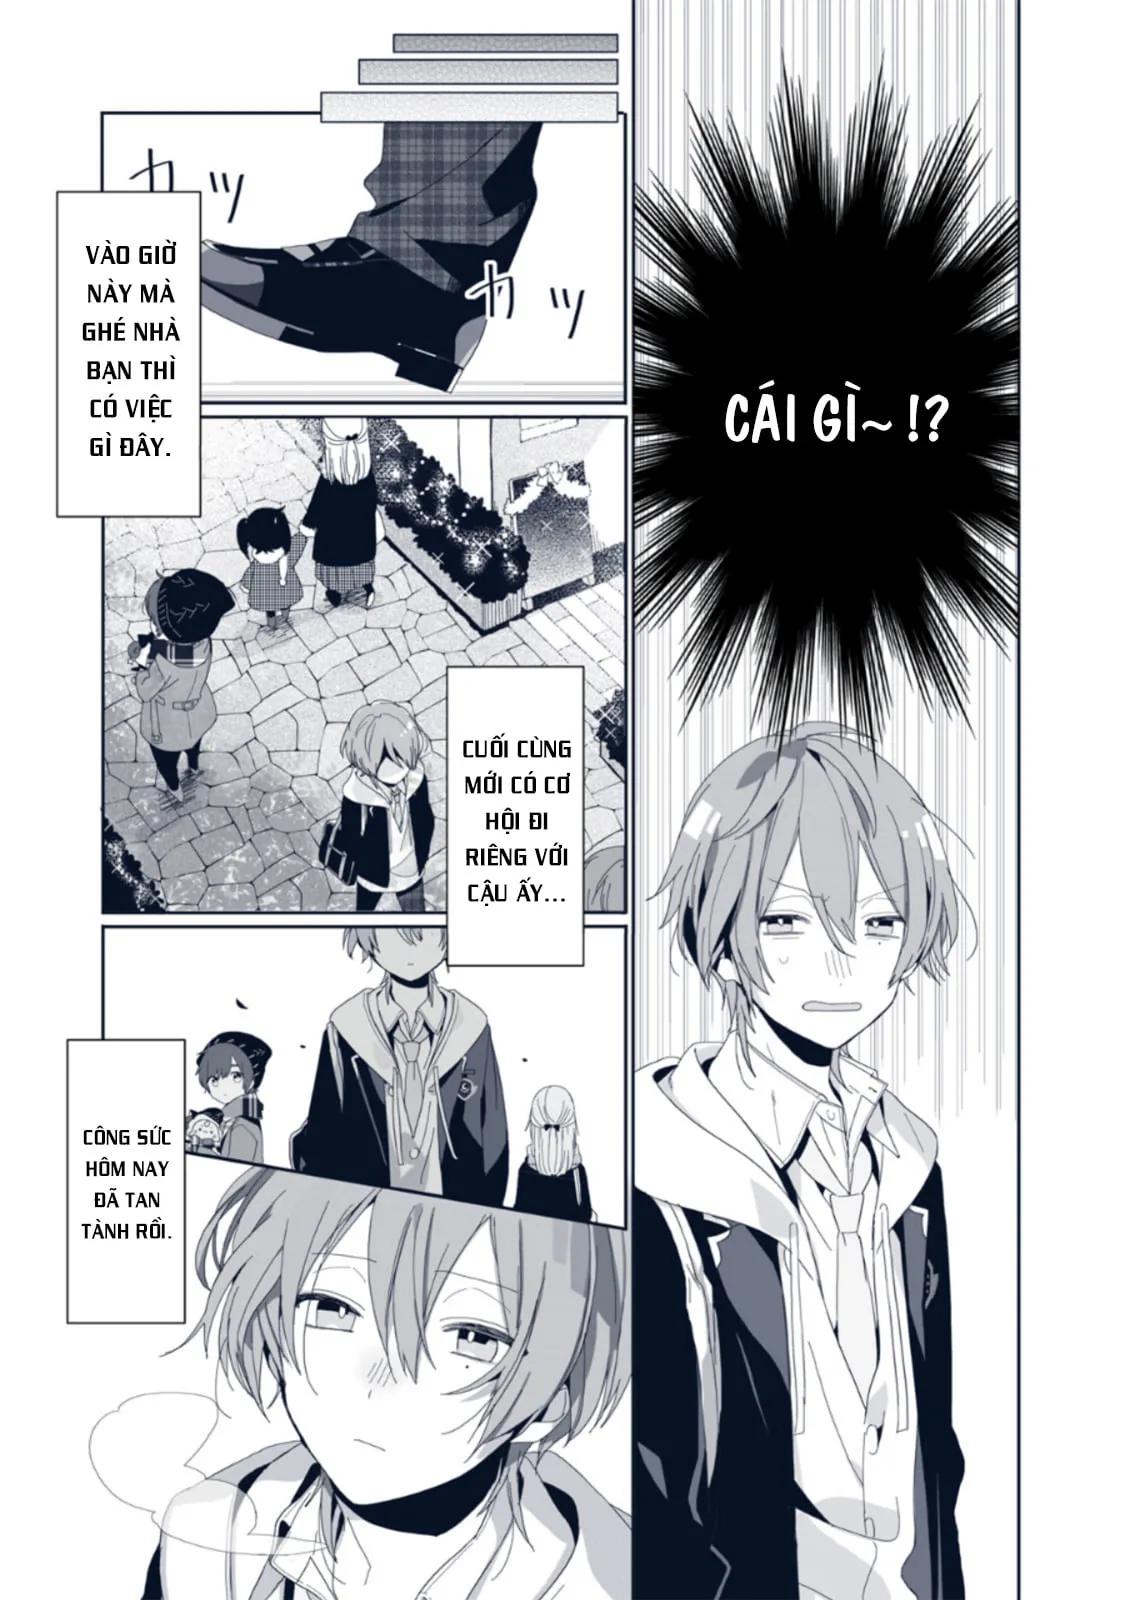 CÁI GÌ~ !?
カッ
カッ
VÀO GIỜ
NÀY MÀ
GHÉ NHÀ
BẠN THÌ
CÓ VIỆC
GÌ ĐÂY.
CUỐI CÙNG
MỚI CÓ CƠ
HỘI ĐI
RIÊNG VỚI
CẬU ẤY...
CÔNG SỨC
HÔM NAY
ĐÃ TAN
TÀNH RỒI.